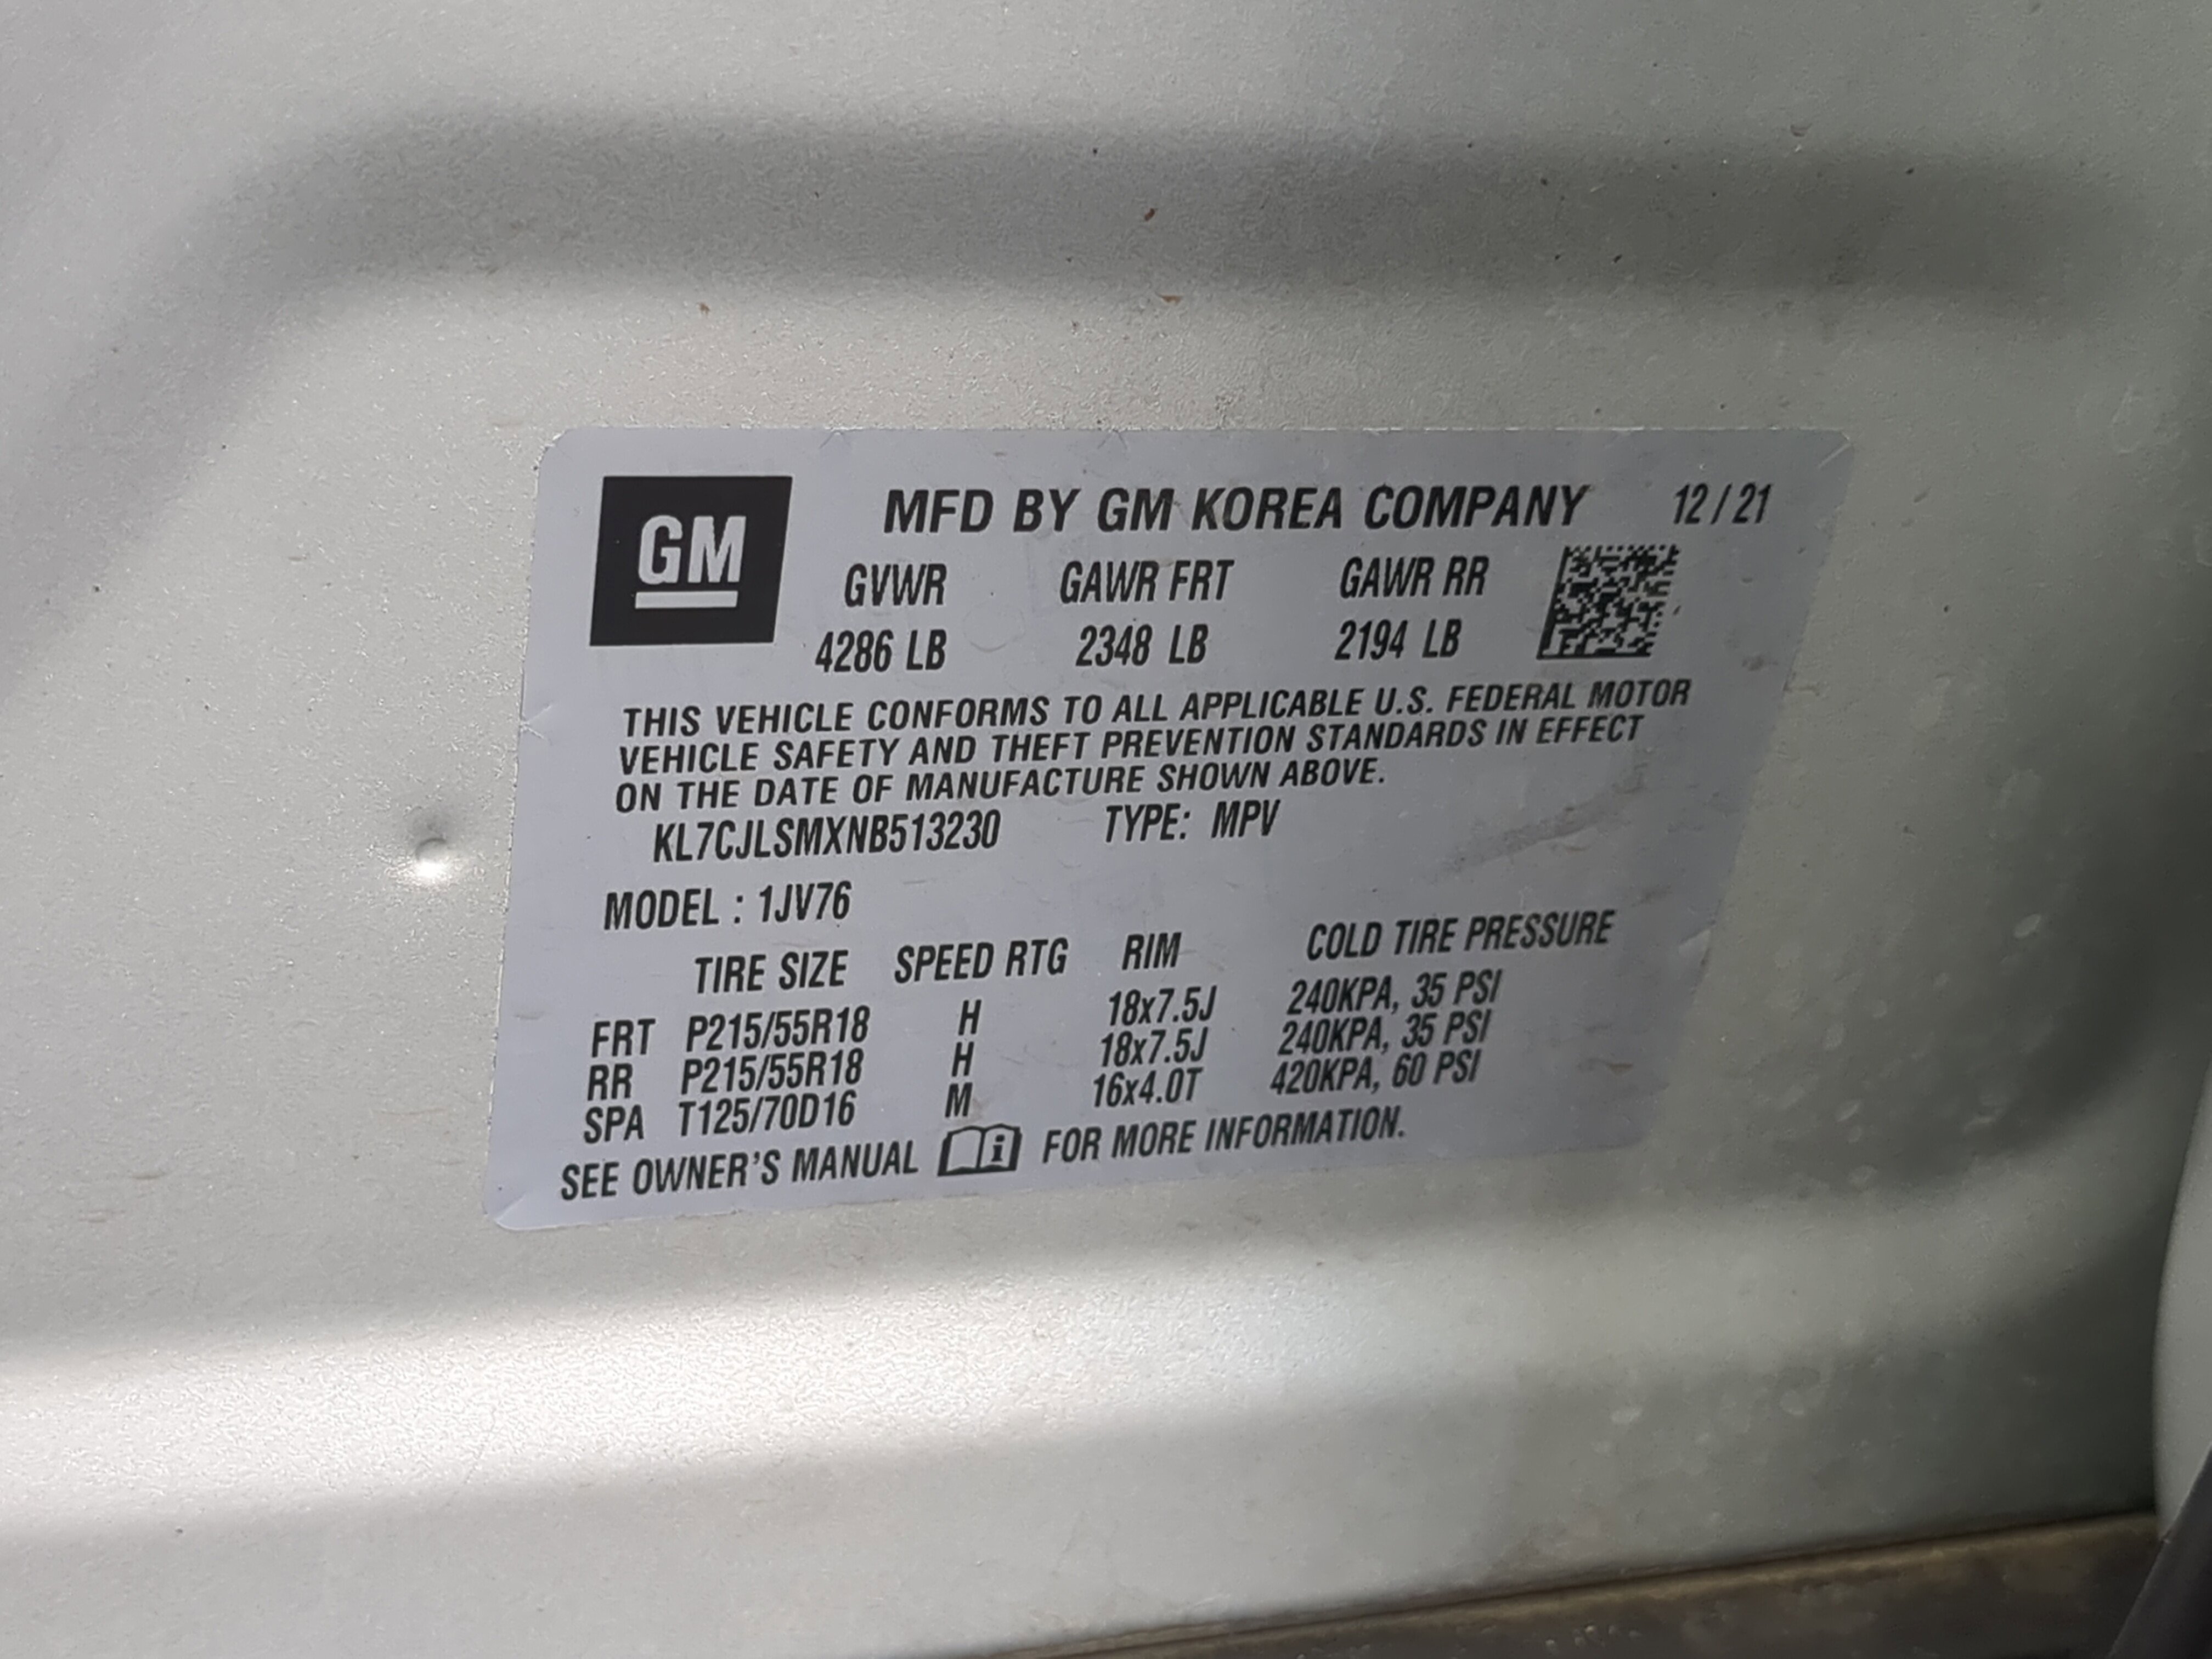 GM
MFD BY GM KOREA COMPANY 12/21
GVWR GAWR FRT GAWR RR
4286 LB 2348 LB 2194 LB
THIS VEHICLE CONFORMS TO ALL APPLICABLE U.S. FEDERAL MOTOR
VEHICLE SAFETY AND THEFT PREVENTION STANDARDS IN EFFECT
ON THE DATE OF MANUFACTURE SHOWN ABOVE.
KL7CJLSMXNB513230 TYPE: MPV
MODEL : 1JV76
TIRE SIZE SPEED RTG RIM COLD TIRE PRESSURE
FRT P215/55R18 H 18x7.5J 240KPA, 35 PSI
RR P215/55R18 H 18x7.5J 240KPA, 35 PSI
SPA T125/70D16 M 16x4.0T 420KPA, 60 PSI
SEE OWNER'S MANUAL FOR MORE INFORMATION.